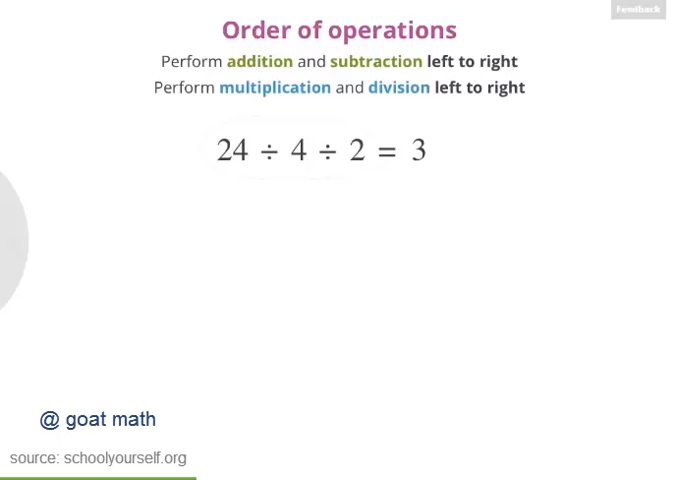 Feedback
Order of operations
Perform addition and subtraction left to right
Perform multiplication and division left to right
24 ÷ 4 ÷ 2 = 3
@ goat math
source: schoolyourself.org